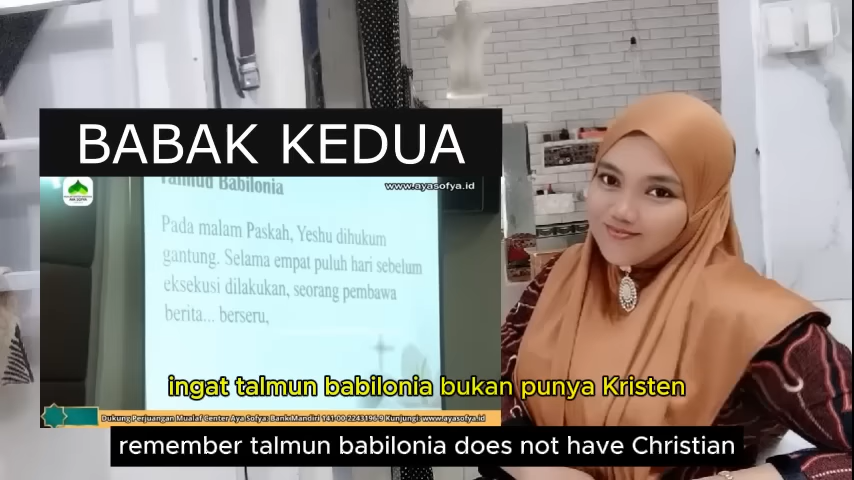 BABAK KEDUA
Talmud Babilonia
www.ayasofya.id
AYA SOFYA
Pada malam Paskah, Yeshu dihukum
gantung. Selama empat puluh hari sebelum
eksekusi dilakukan, seorang pembawa
berita... berseru,
ingat talmun babilonia bukan punya Kristen
Dukung Perjuangan Mualaf Center Aya Sofya: Bank Mandiri 141-00-2243196-9 Kunjungi: www.ayasofya.id
remember talmun babilonia does not have Christian